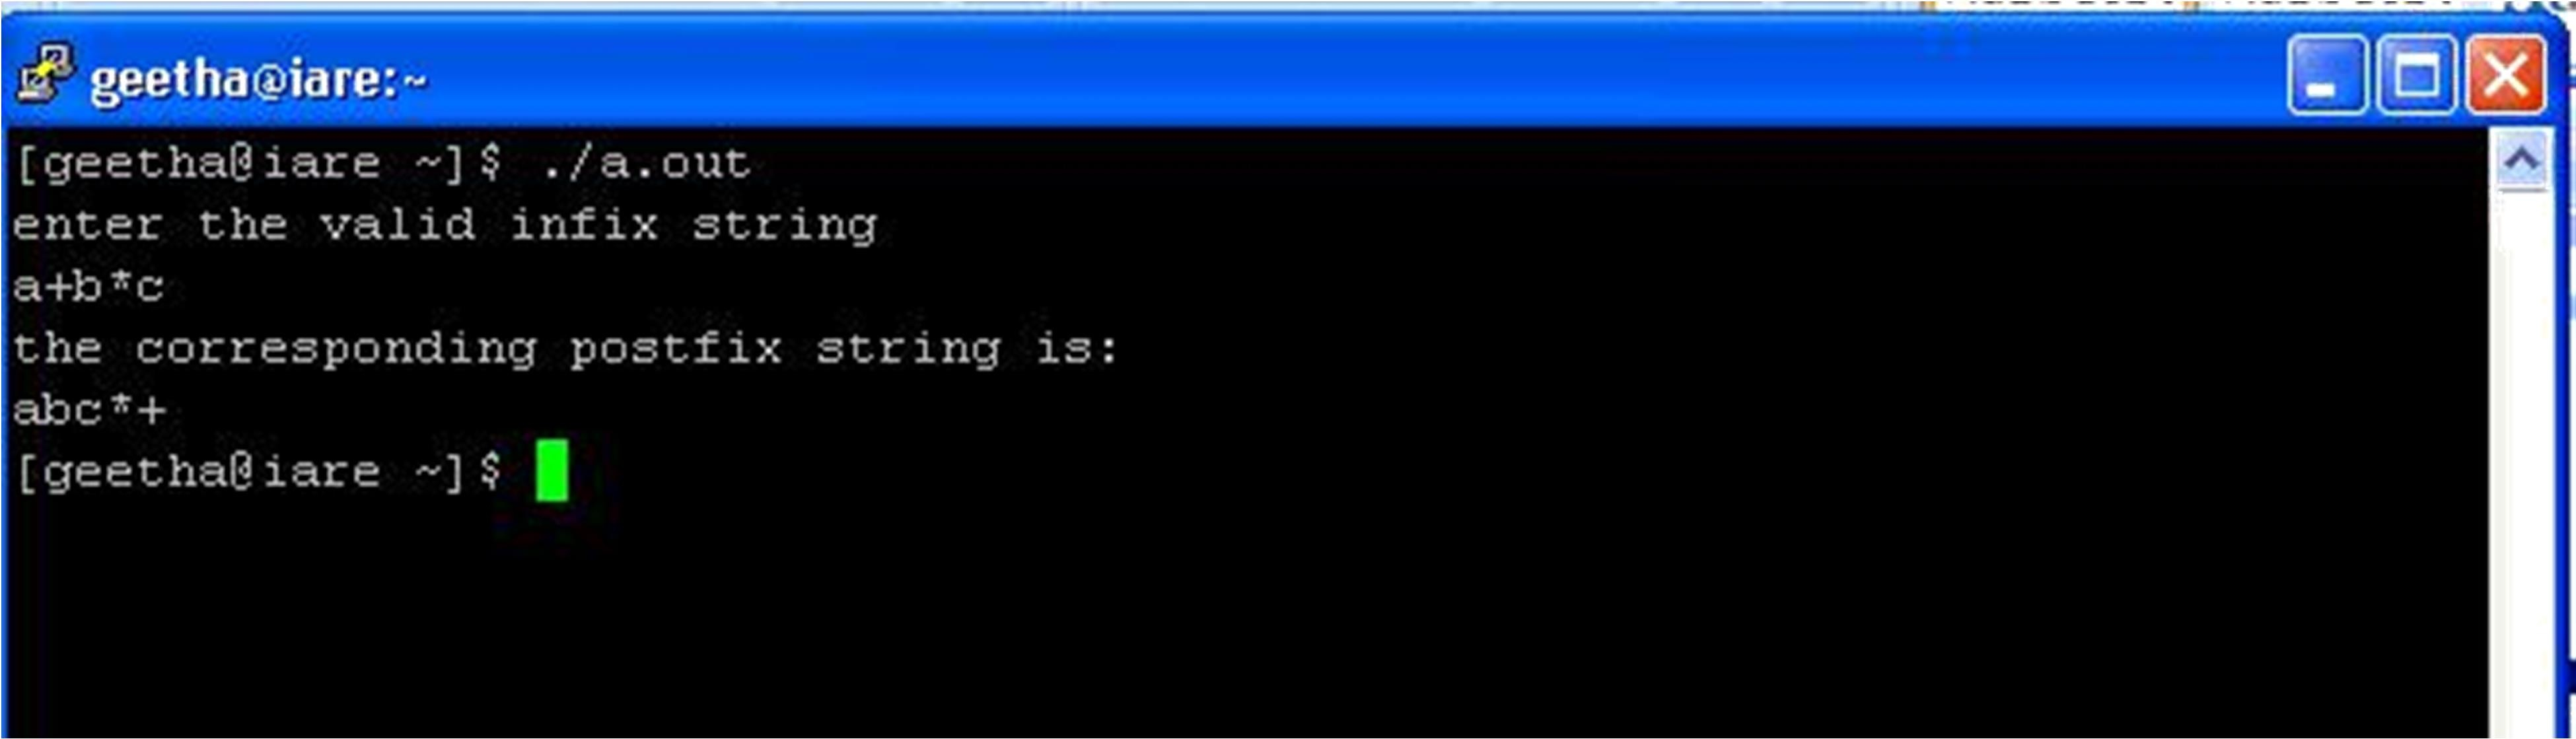 geetha@iare:~
[geetha@iare ~]$ ./a.out
enter the valid infix string
a+b*c
the corresponding postfix string is:
abc*+
[geetha@iare ~]$